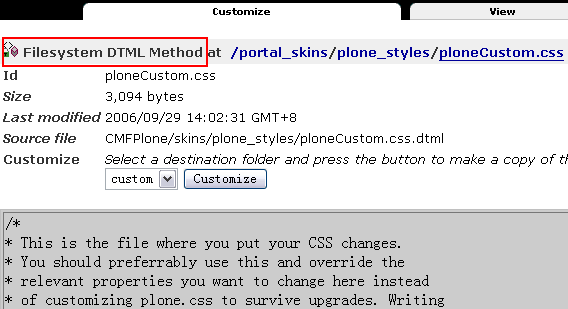 Customize View
Filesystem DTML Method at /portal_skins/plone_styles/ploneCustom.css
Id ploneCustom.css
Size 3,094 bytes
Last modified 2006/09/29 14:02:31 GMT+8
Source file CMFPlone/skins/plone_styles/ploneCustom.css.dtml
Customize Select a destination folder and press the button to make a copy of th
custom Customize
/*
* This is the file where you put your CSS changes.
* You should preferrably use this and override the
* relevant properties you want to change here instead
* of customizing plone.css to survive upgrades. Writing